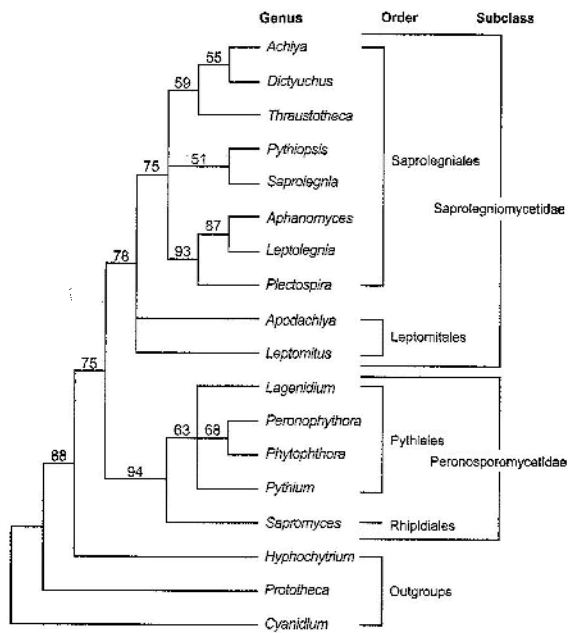 Genus Order Subclass
Achlya
55
Dictyuchus
59
Thraustotheca
Pythiopsis
51
75
Saprolegniales
Saprolegnia
Saprolegniomycetidae
Aphanomyces
87
Leptolegnia
93
78
Plectospira
Apodachlya
Leptomitales
Leptomitus
75
Lagenidium
Peronophythora
63 68
Pythiales
Phytophthora
Peronosporomycetidae
88
94
Pythium
Sapromyces
Rhipidiales
Hyphochytrium
Prototheca
Outgroups
Cyanidium